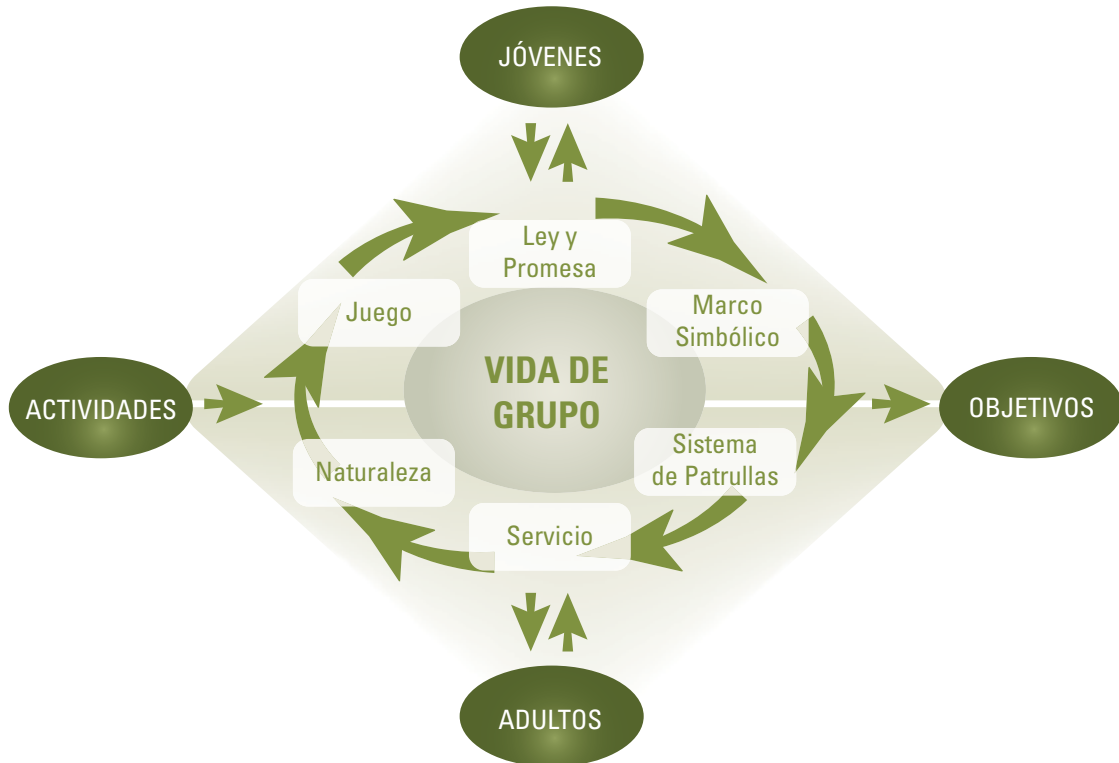 JÓVENES
Ley y
Promesa
Juego
Marco
Simbólico
VIDA DE
GRUPO
ACTIVIDADES
OBJETIVOS
Naturaleza
Sistema
de Patrullas
Servicio
ADULTOS